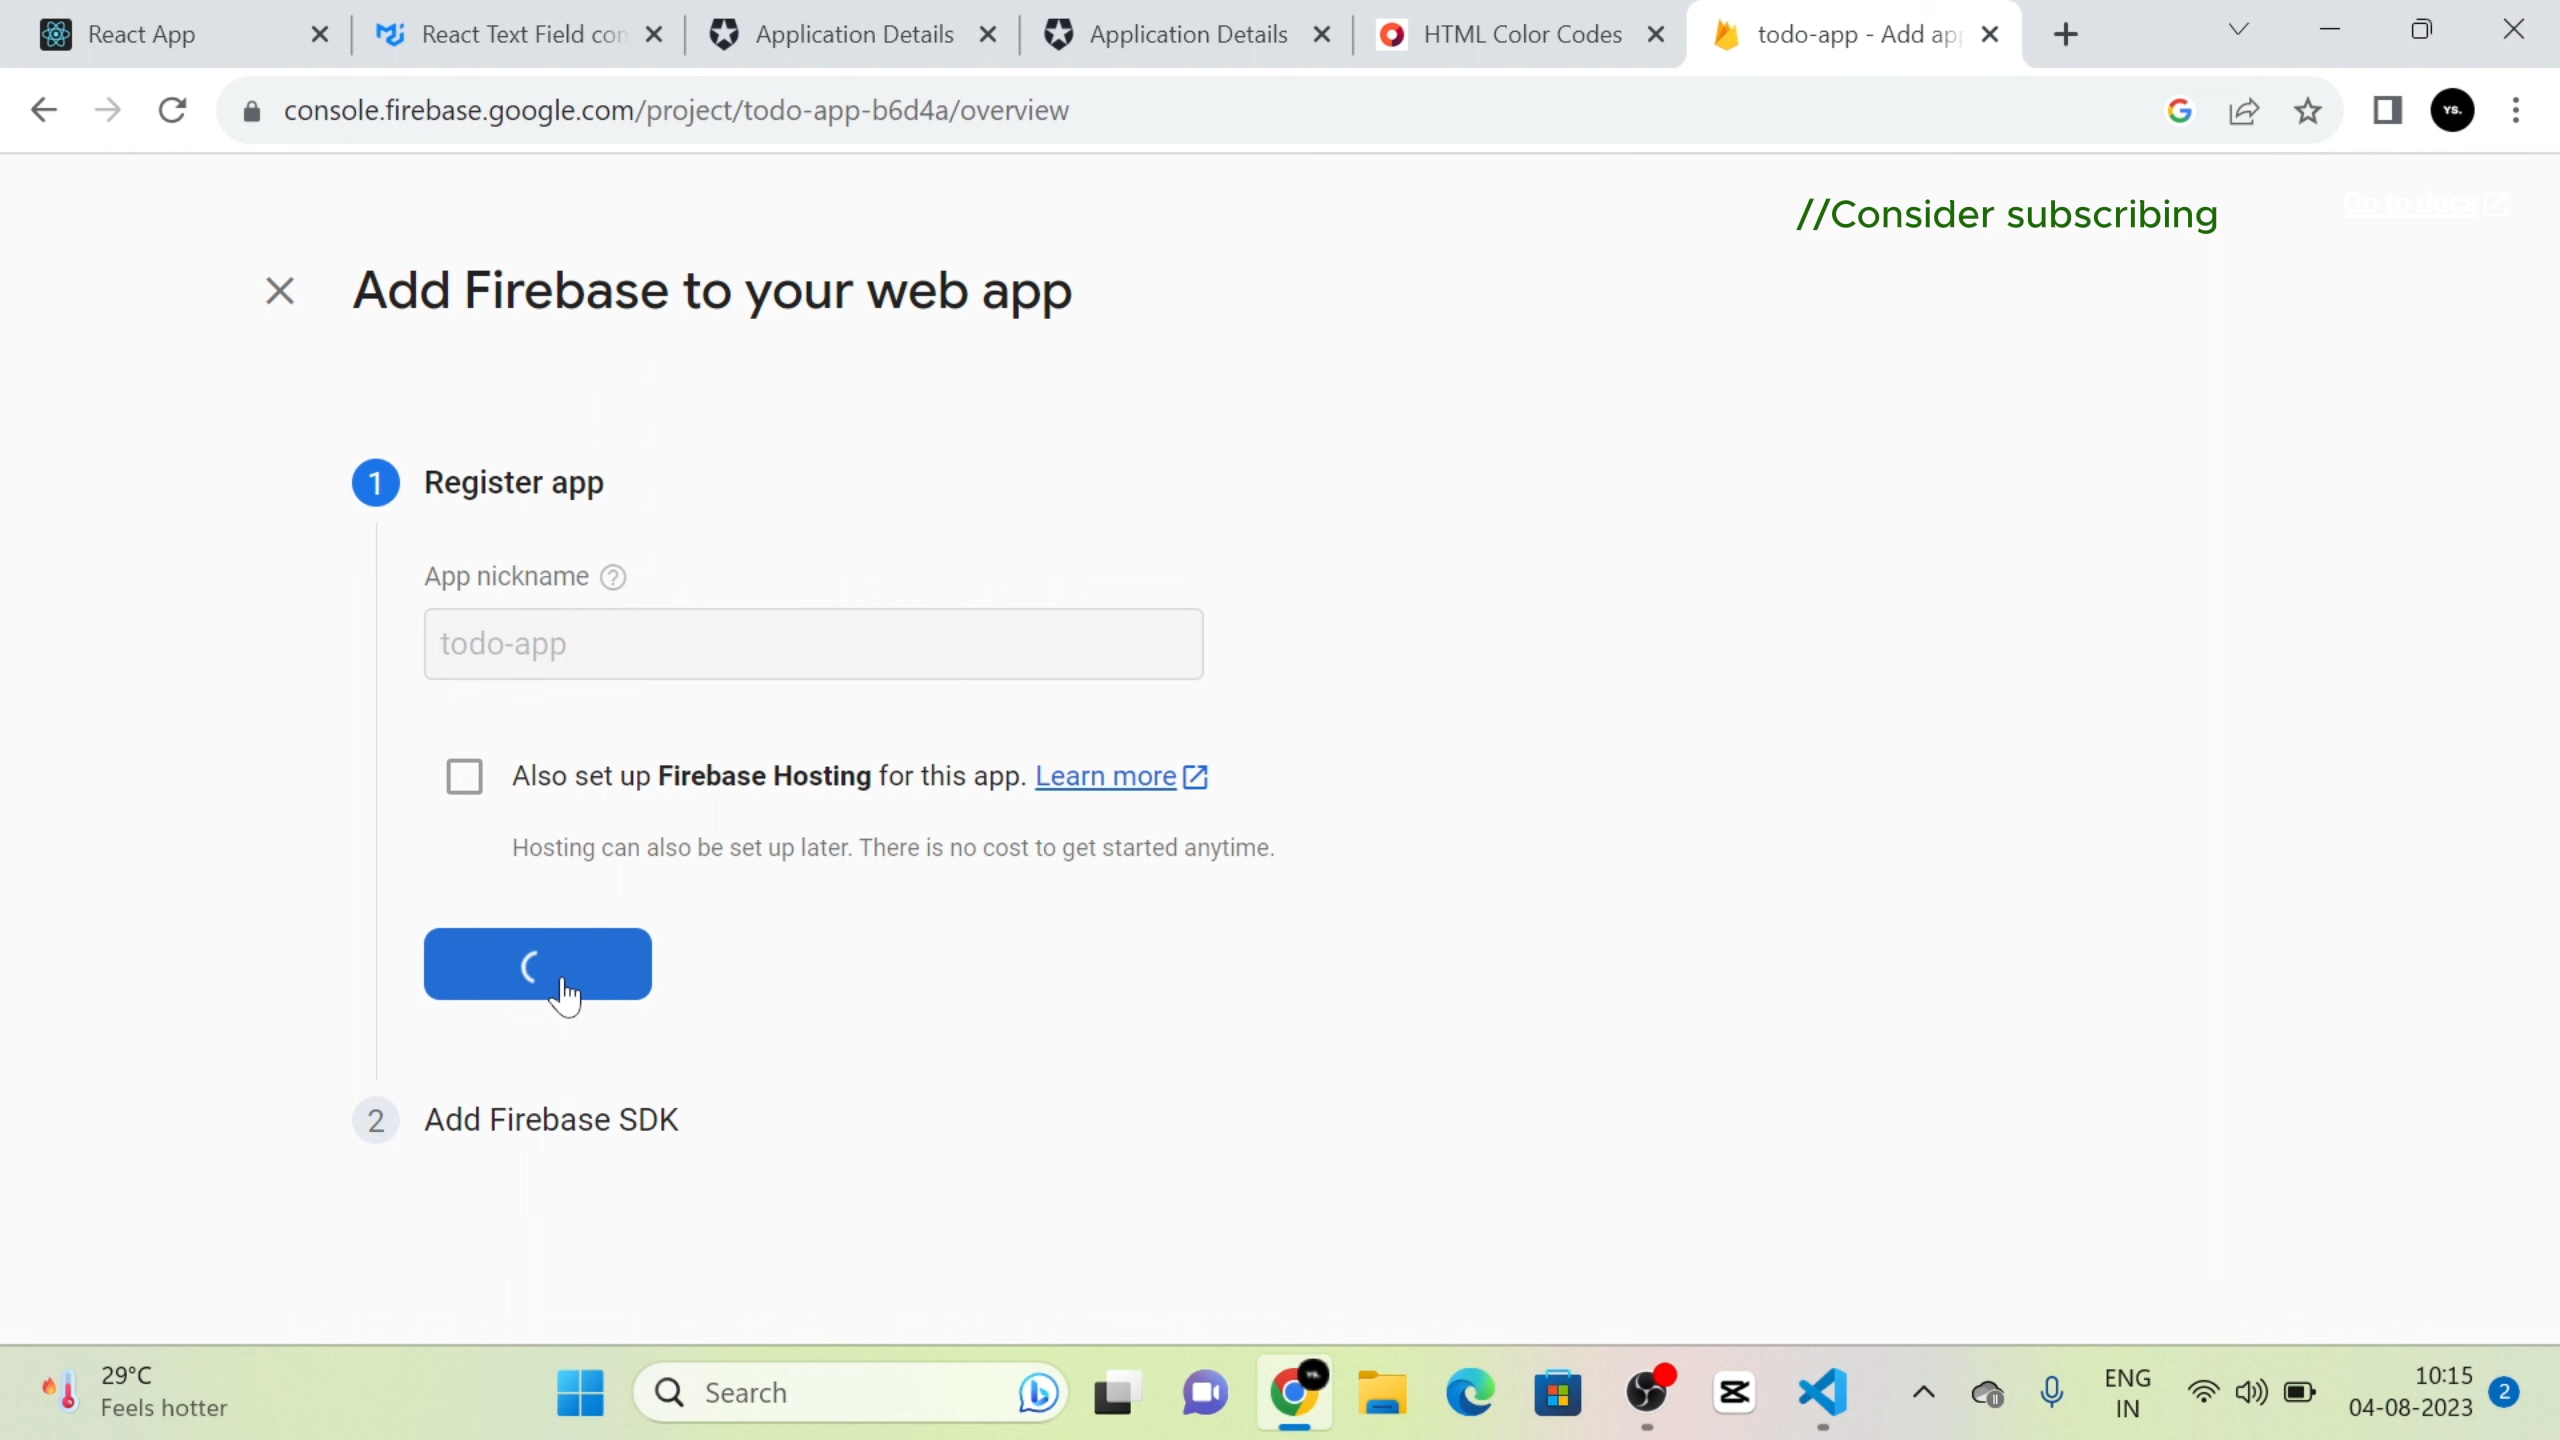 React App
React Text Field con
Application Details
Application Details
HTML Color Codes
todo-app - Add ap
console.firebase.google.com/project/todo-app-b6d4a/overview
YS.
//Consider subscribing
Go to docs
Add Firebase to your web app
1 Register app
App nickname
todo-app
Also set up Firebase Hosting for this app. Learn more
Hosting can also be set up later. There is no cost to get started anytime.
2 Add Firebase SDK
29°C
Feels hotter
Search
ENG
IN
10:15
04-08-2023
2